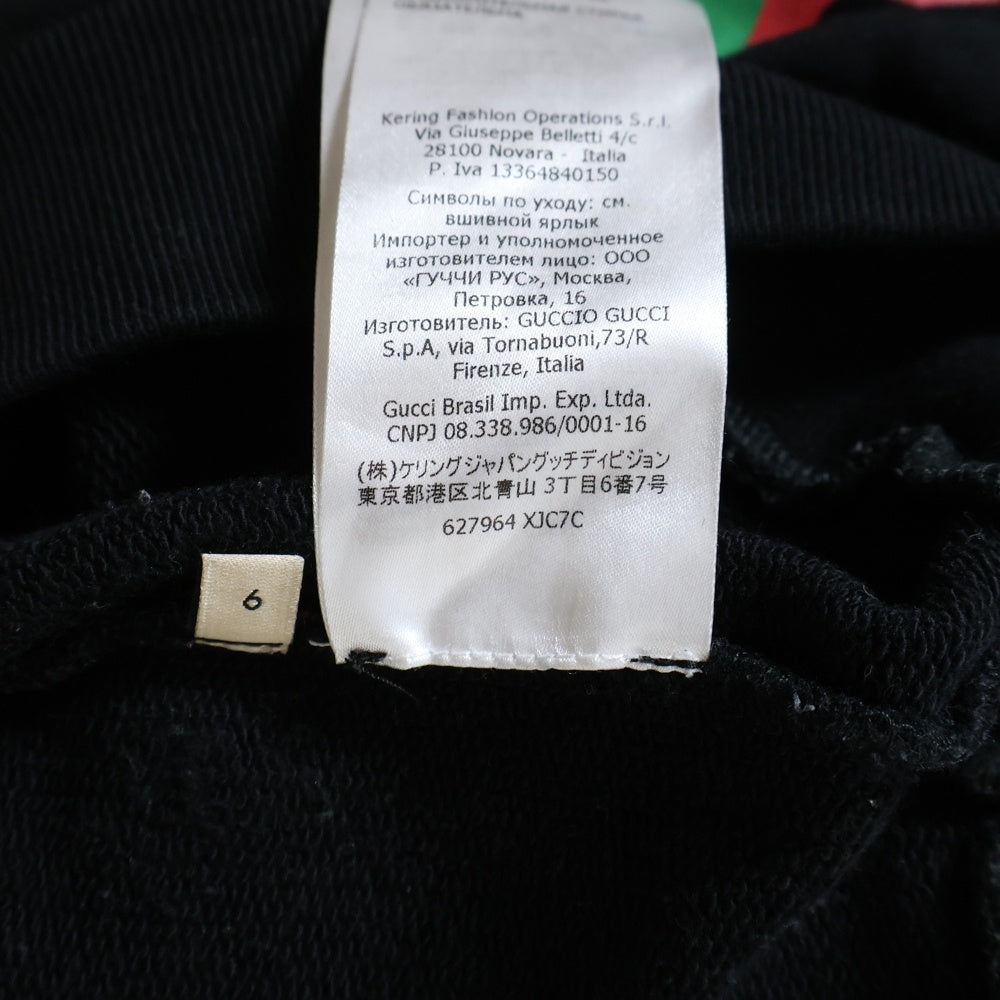 ОБЯЗАТЕЛЬНА
Kering Fashion Operations S.r.l.
Via Giuseppe Belletti 4/c
28100 Novara - Italia
P. Iva 13364840150
Символы по уходу: см.
вшивной ярлык
Импортер и уполномоченное
изготовителем лицо: ООО
«ГУЧЧИ РУС», Москва,
Петровка, 16
Изготовитель: GUCCIO GUCCI
S.p.A, via Tornabuoni,73/R
Firenze, Italia
Gucci Brasil Imp. Exp. Ltda.
CNPJ 08.338.986/0001-16
(株)ケリングジャパングッチディビジョン
東京都港区北青山 3丁目6番7号
627964 XJC7C
6